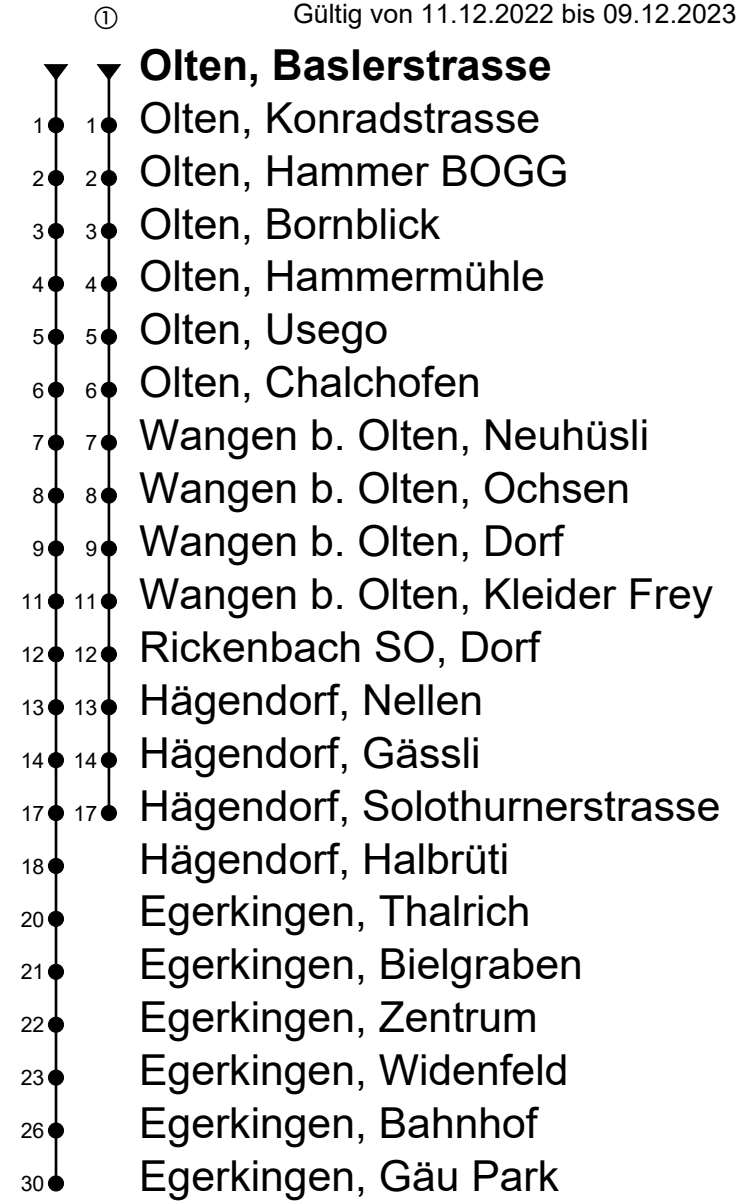 ① Gültig von 11.12.2022 bis 09.12.2023
Olten, Baslerstrasse
1 1 Olten, Konradstrasse
2 2 Olten, Hammer BOGG
3 3 Olten, Bornblick
4 4 Olten, Hammermühle
5 5 Olten, Usego
6 6 Olten, Chalchofen
7 7 Wangen b. Olten, Neuhüsli
8 8 Wangen b. Olten, Ochsen
9 9 Wangen b. Olten, Dorf
11 11 Wangen b. Olten, Kleider Frey
12 12 Rickenbach SO, Dorf
13 13 Hägendorf, Nellen
14 14 Hägendorf, Gässli
17 17 Hägendorf, Solothurnerstrasse
18 Hägendorf, Halbrüti
20 Egerkingen, Thalrich
21 Egerkingen, Bielgraben
22 Egerkingen, Zentrum
23 Egerkingen, Widenfeld
26 Egerkingen, Bahnhof
30 Egerkingen, Gäu Park